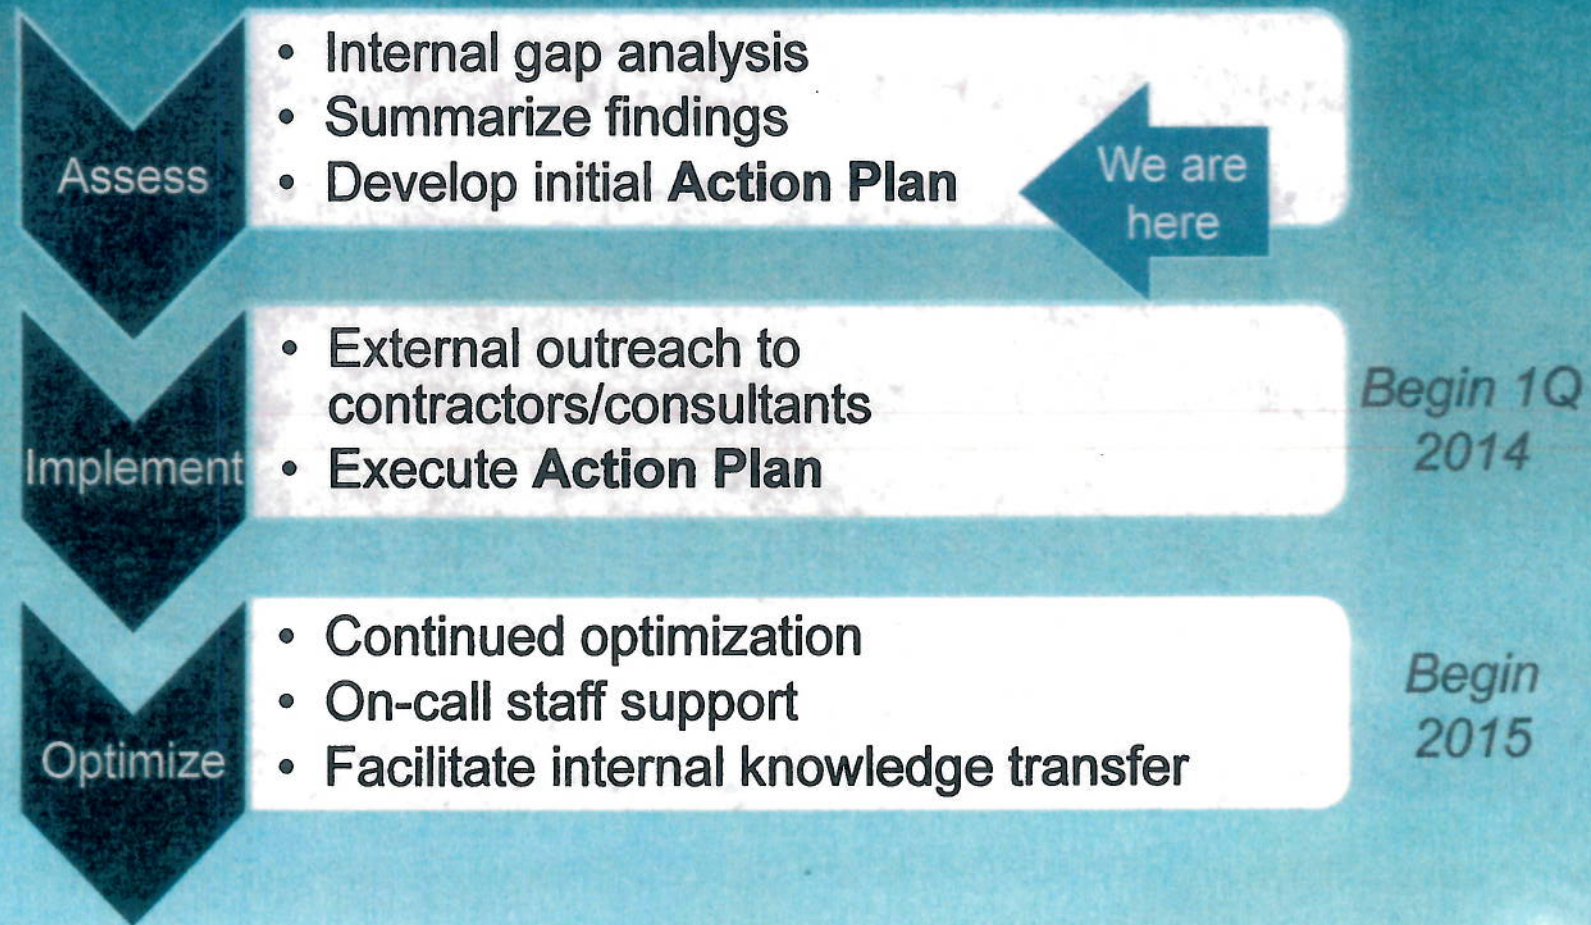 Assess
• Internal gap analysis
• Summarize findings
• Develop initial Action Plan
We are
here
Implement
• External outreach to
contractors/consultants
• Execute Action Plan
Begin 1Q
2014
Optimize
• Continued optimization
• On-call staff support
• Facilitate internal knowledge transfer
Begin
2015